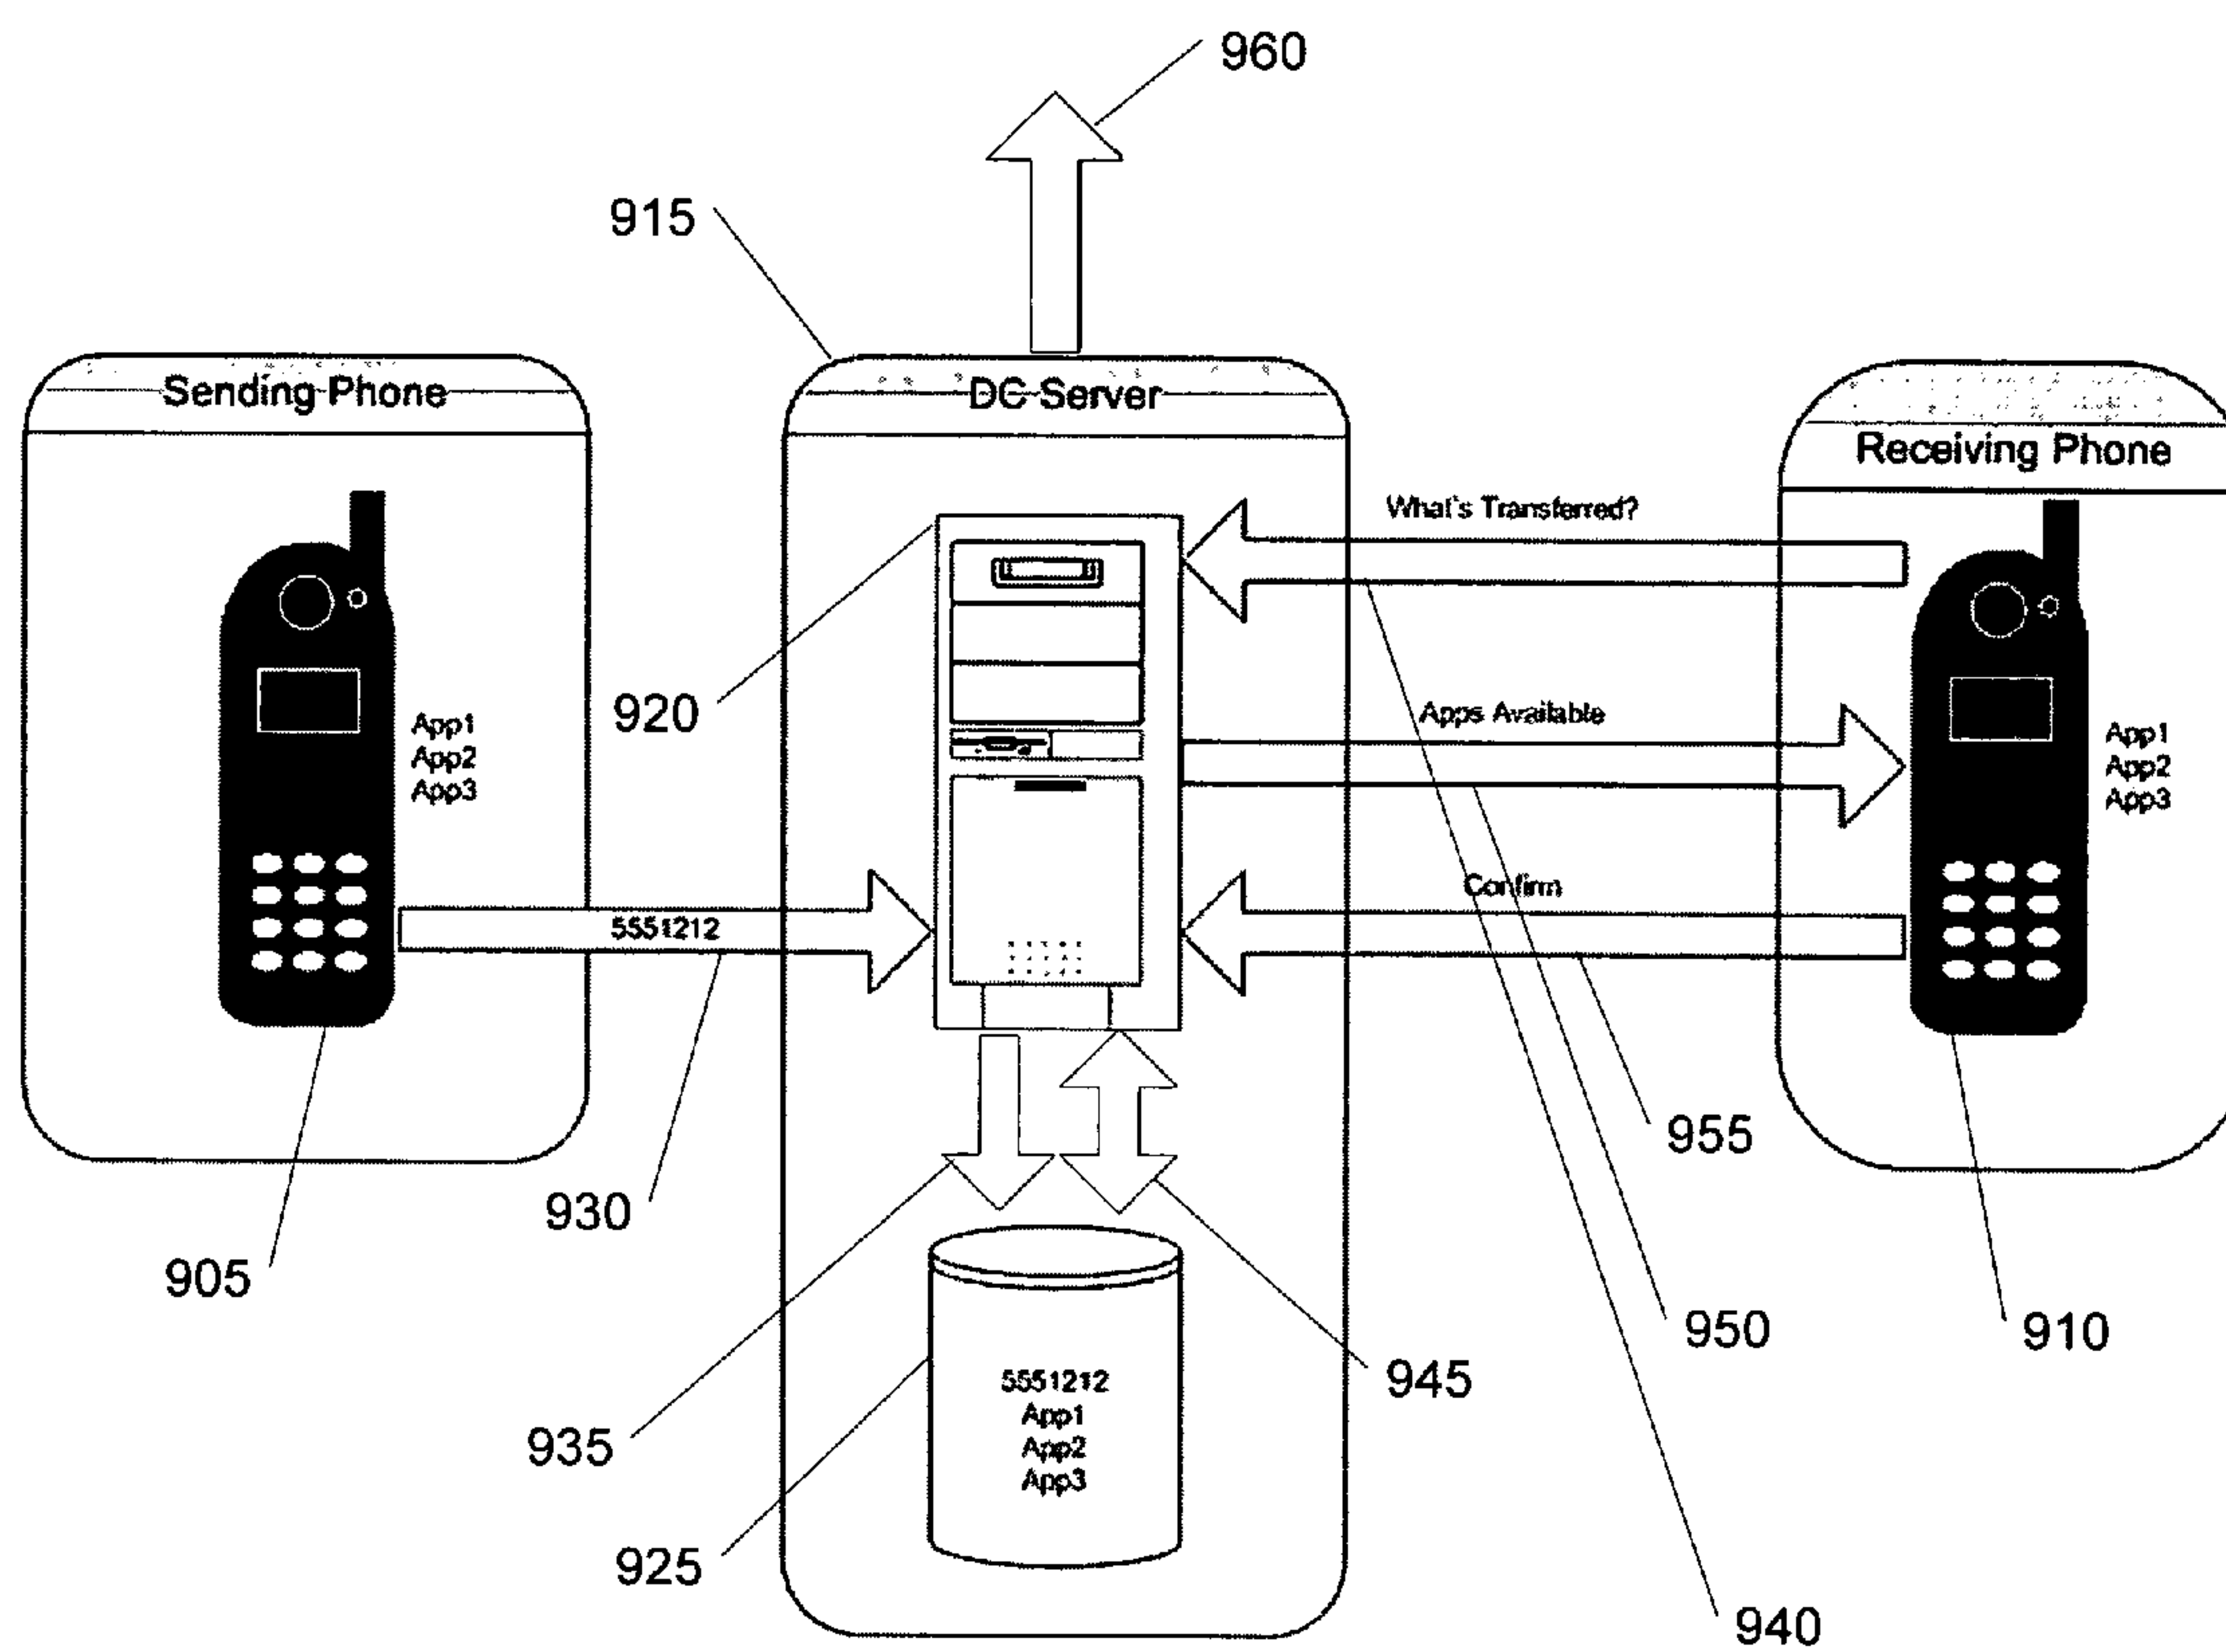 960
915
Sending Phone
DC Server
Receiving Phone
What's Transferred?
920
App1
App2
App3
Apps Available
App1
App2
App3
5551212
Confirm
930
905
955
950
910
945
935
925
5551212
App1
App2
App3
940